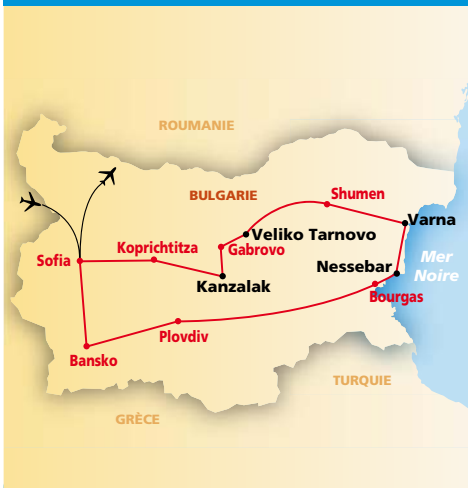 ROUMANIE
BULGARIE
Shumen
Varna
Veliko Tarnovo
Koprichtitza
Gabrovo
Sofia
Mer
Noire
Nessebar
Kanzalak
Bourgas
Plovdiv
Bansko
TURQUIE
GRÈCE